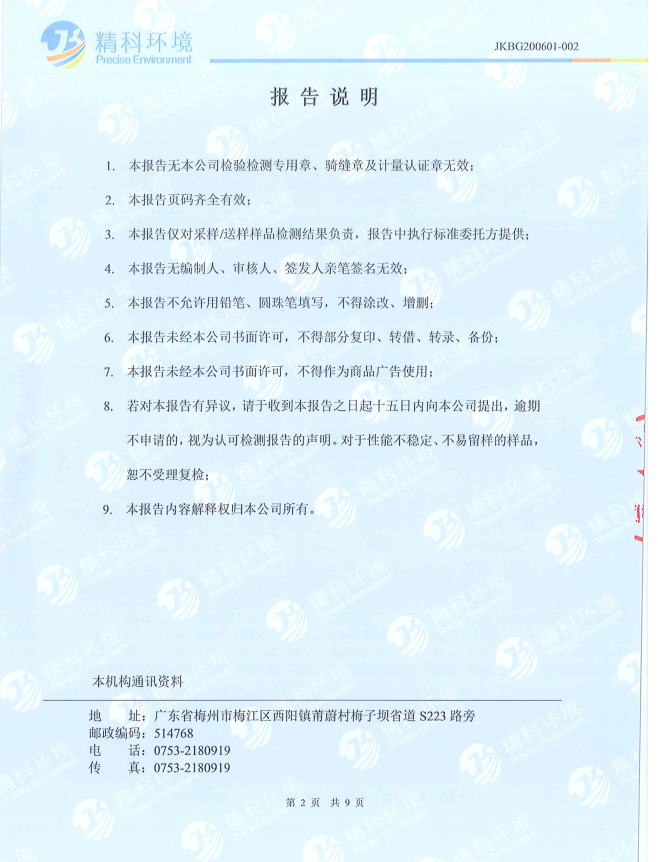 精科环境
Precise Environment
JKBG200601-002
报告说明
1. 本报告无本公司检验检测专用章、骑缝章及计量认证章无效；
2. 本报告页码齐全有效；
3. 本报告仅对采样/送样样品检测结果负责，报告中执行标准委托方提供；
4. 本报告无编制人、审核人、签发人亲笔签名无效；
5. 本报告不允许用铅笔、圆珠笔填写，不得涂改、增删；
6. 本报告未经本公司书面许可，不得部分复印、转借、转录、备份；
7. 本报告未经本公司书面许可，不得作为商品广告使用；
8. 若对本报告有异议，请于收到本报告之日起十五日内向本公司提出，逾期
不申请的，视为认可检测报告的声明。对于性能不稳定、不易留样的样品，
恕不受理复检；
9. 本报告内容解释权归本公司所有。
本机构通讯资料
地 址：广东省梅州市梅江区西阳镇莆蔚村梅子坝省道 S223 路旁
邮政编码：514768
电 话：0753-2180919
传 真：0753-2180919
第 2 页 共 9 页